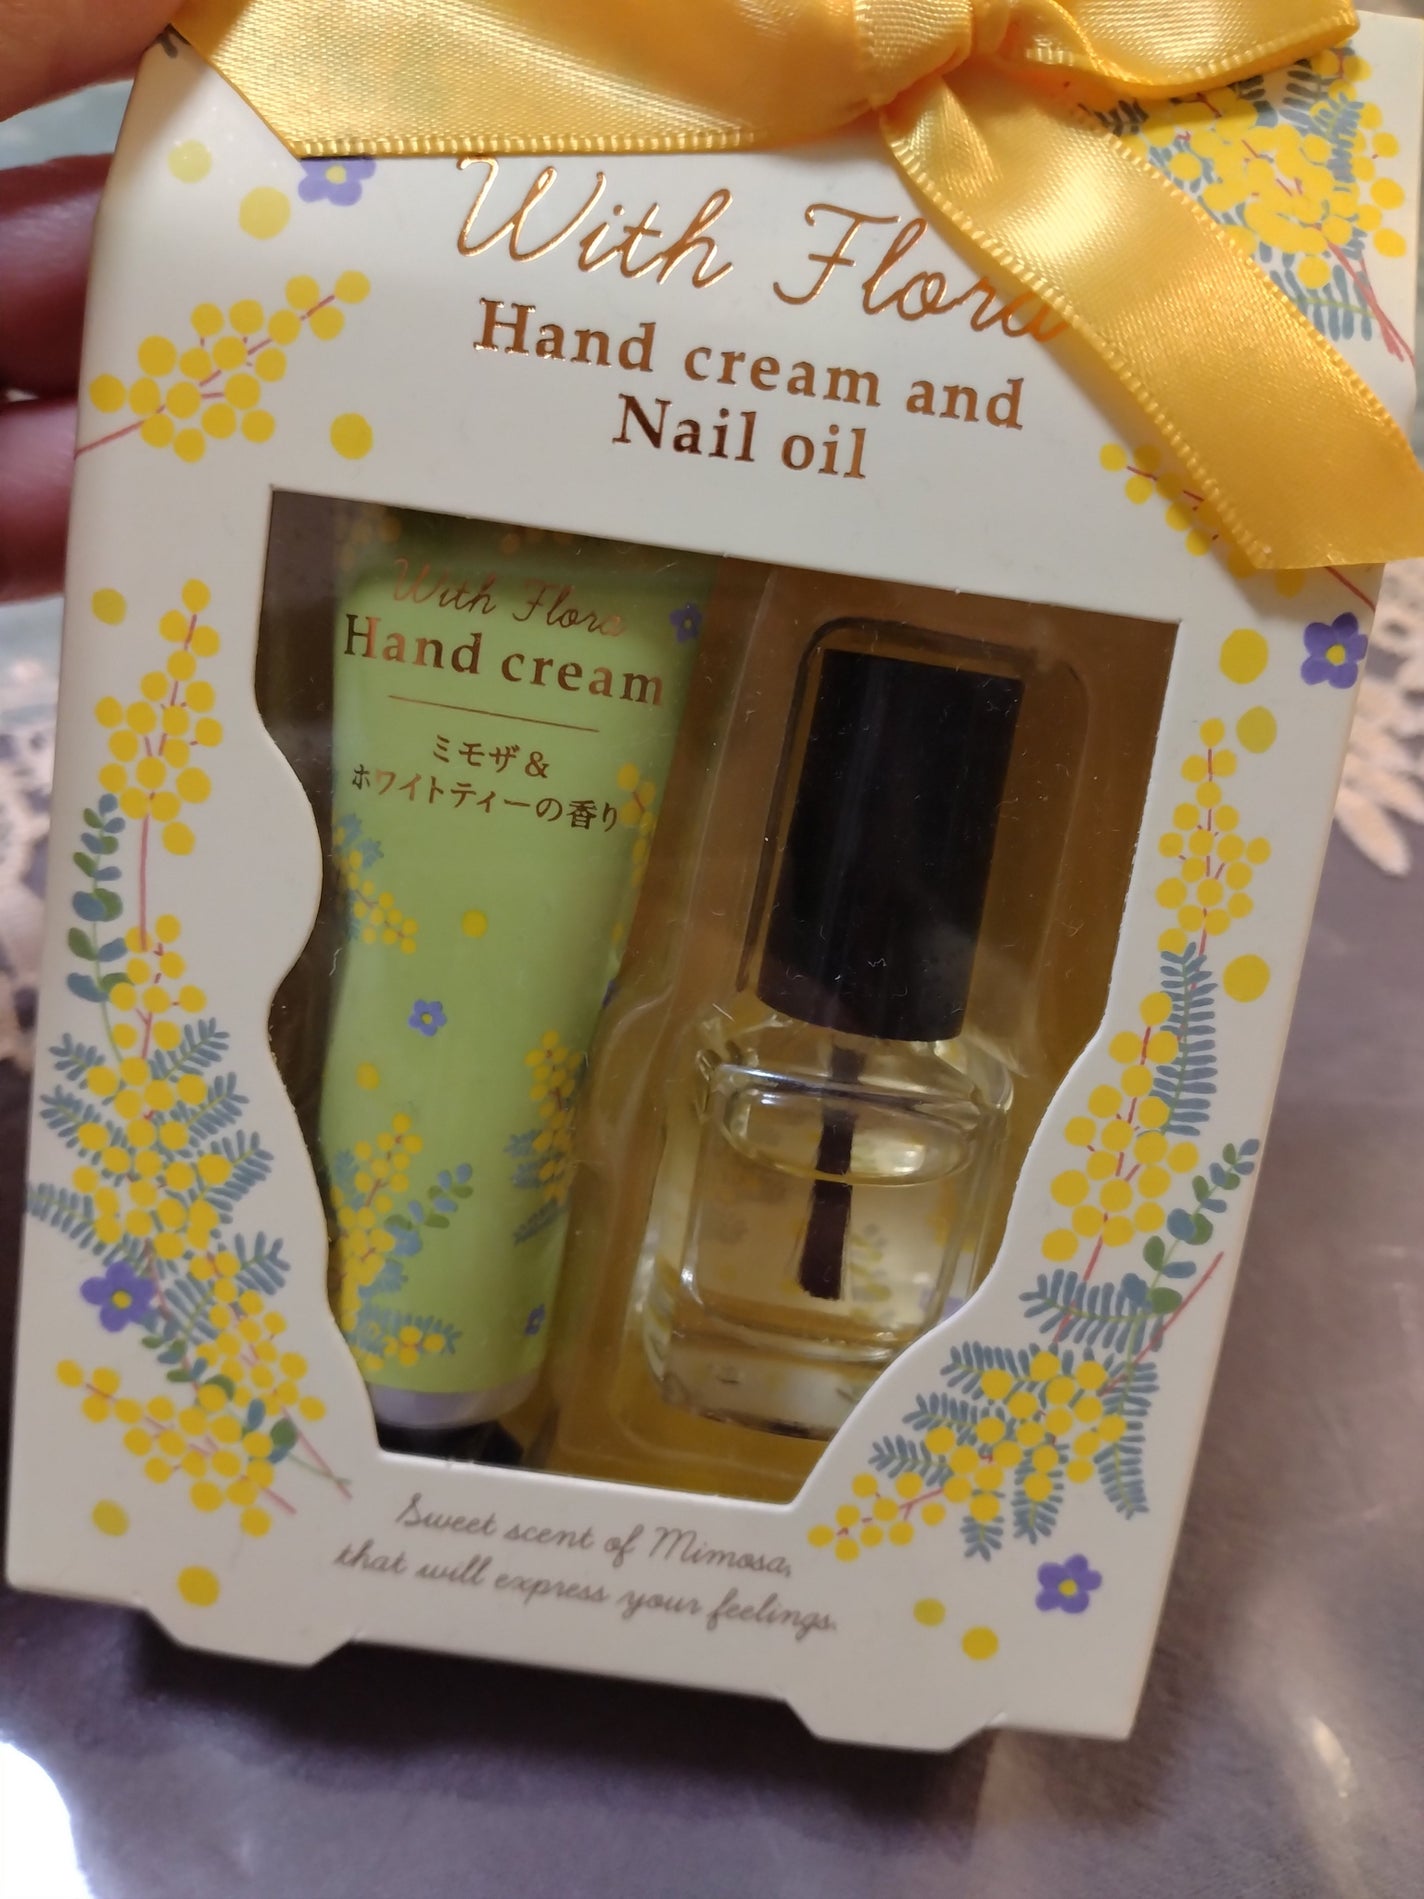 With Flora
Hand cream and
Nail oil
With Flora
Hand cream
ミモザ&
ホワイトティーの香り
Sweet scent of Mimosa,
that will express your feelings.